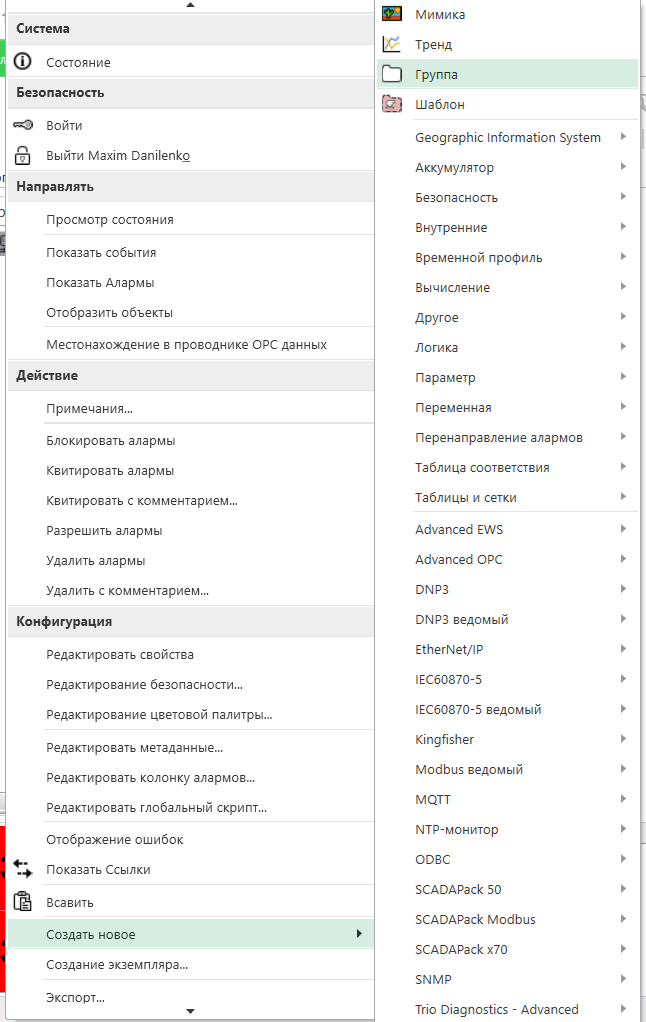 Система
Состояние
Безопасность
Войти
Выйти Maxim Danilenko
Направлять
Просмотр состояния
Показать события
Показать Алармы
Отобразить объекты
Местонахождение в проводнике ОРС данных
Действие
Примечания...
Блокировать алармы
Квитировать алармы
Квитировать с комментарием...
Разрешить алармы
Удалить алармы
Удалить с комментарием...
Конфигурация
Редактировать свойства
Редактирование безопасности...
Редактирование цветовой палитры...
Редактировать метаданные...
Редактировать колонку алармов...
Редактировать глобальный скрипт...
Отображение ошибок
Показать Ссылки
Вставить
Создать новое
Создание экземпляра...
Экспорт...
Мимика
Тренд
Группа
Шаблон
Geographic Information System
Аккумулятор
Безопасность
Внутренние
Временной профиль
Вычисление
Другое
Логика
Параметр
Переменная
Перенаправление алармов
Таблица соответствия
Таблицы и сетки
Advanced EWS
Advanced OPC
DNP3
DNP3 ведомый
EtherNet/IP
IEC60870-5
IEC60870-5 ведомый
Kingfisher
Modbus ведомый
MQTT
NTP-монитор
ODBC
SCADAPack 50
SCADAPack Modbus
SCADAPack x70
SNMP
Trio Diagnostics - Advanced